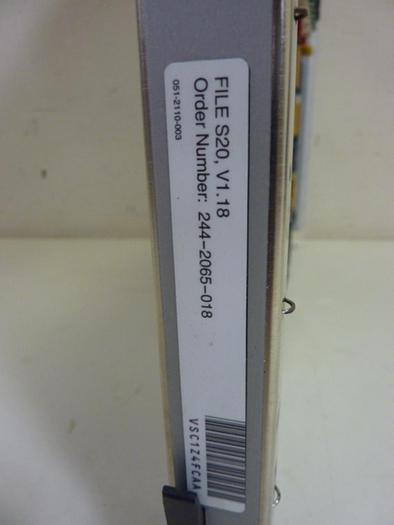 FILE S20, V1.18
Order Number: 244-2065-018
051-2110-003
VSC1Z4FCAA